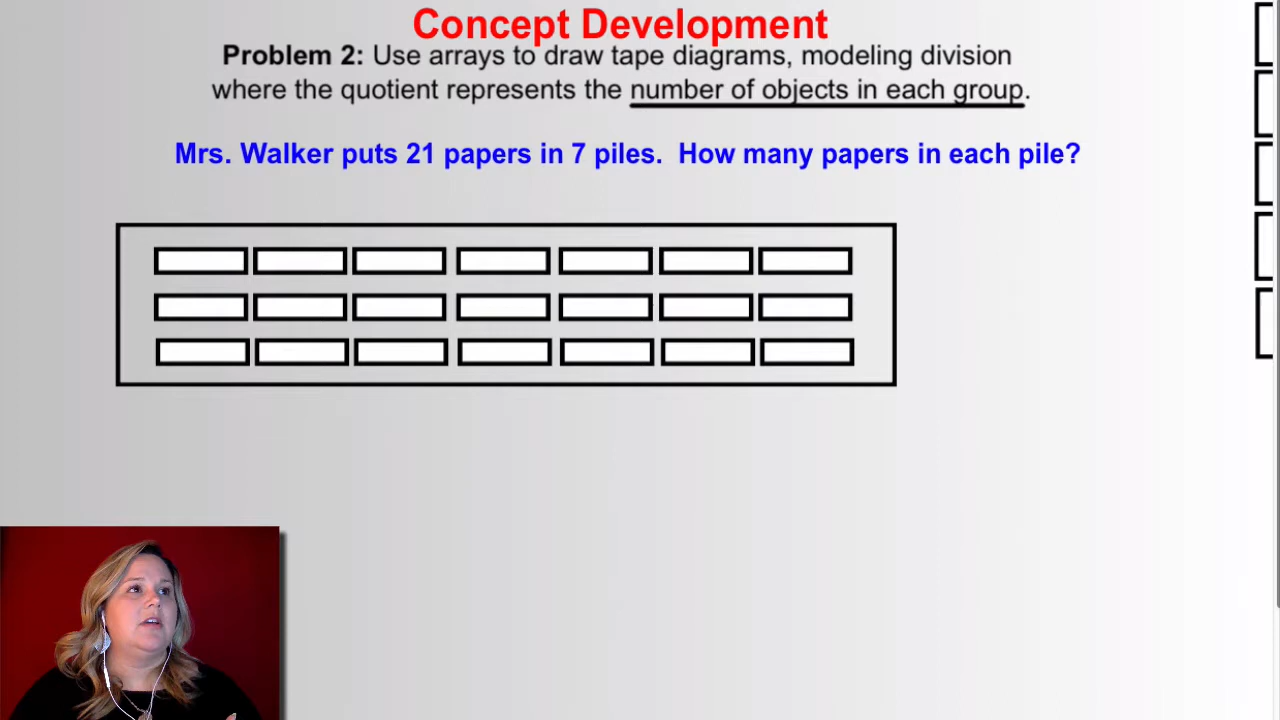 Concept Development
Problem 2: Use arrays to draw tape diagrams, modeling division
where the quotient represents the number of objects in each group.
Mrs. Walker puts 21 papers in 7 piles. How many papers in each pile?